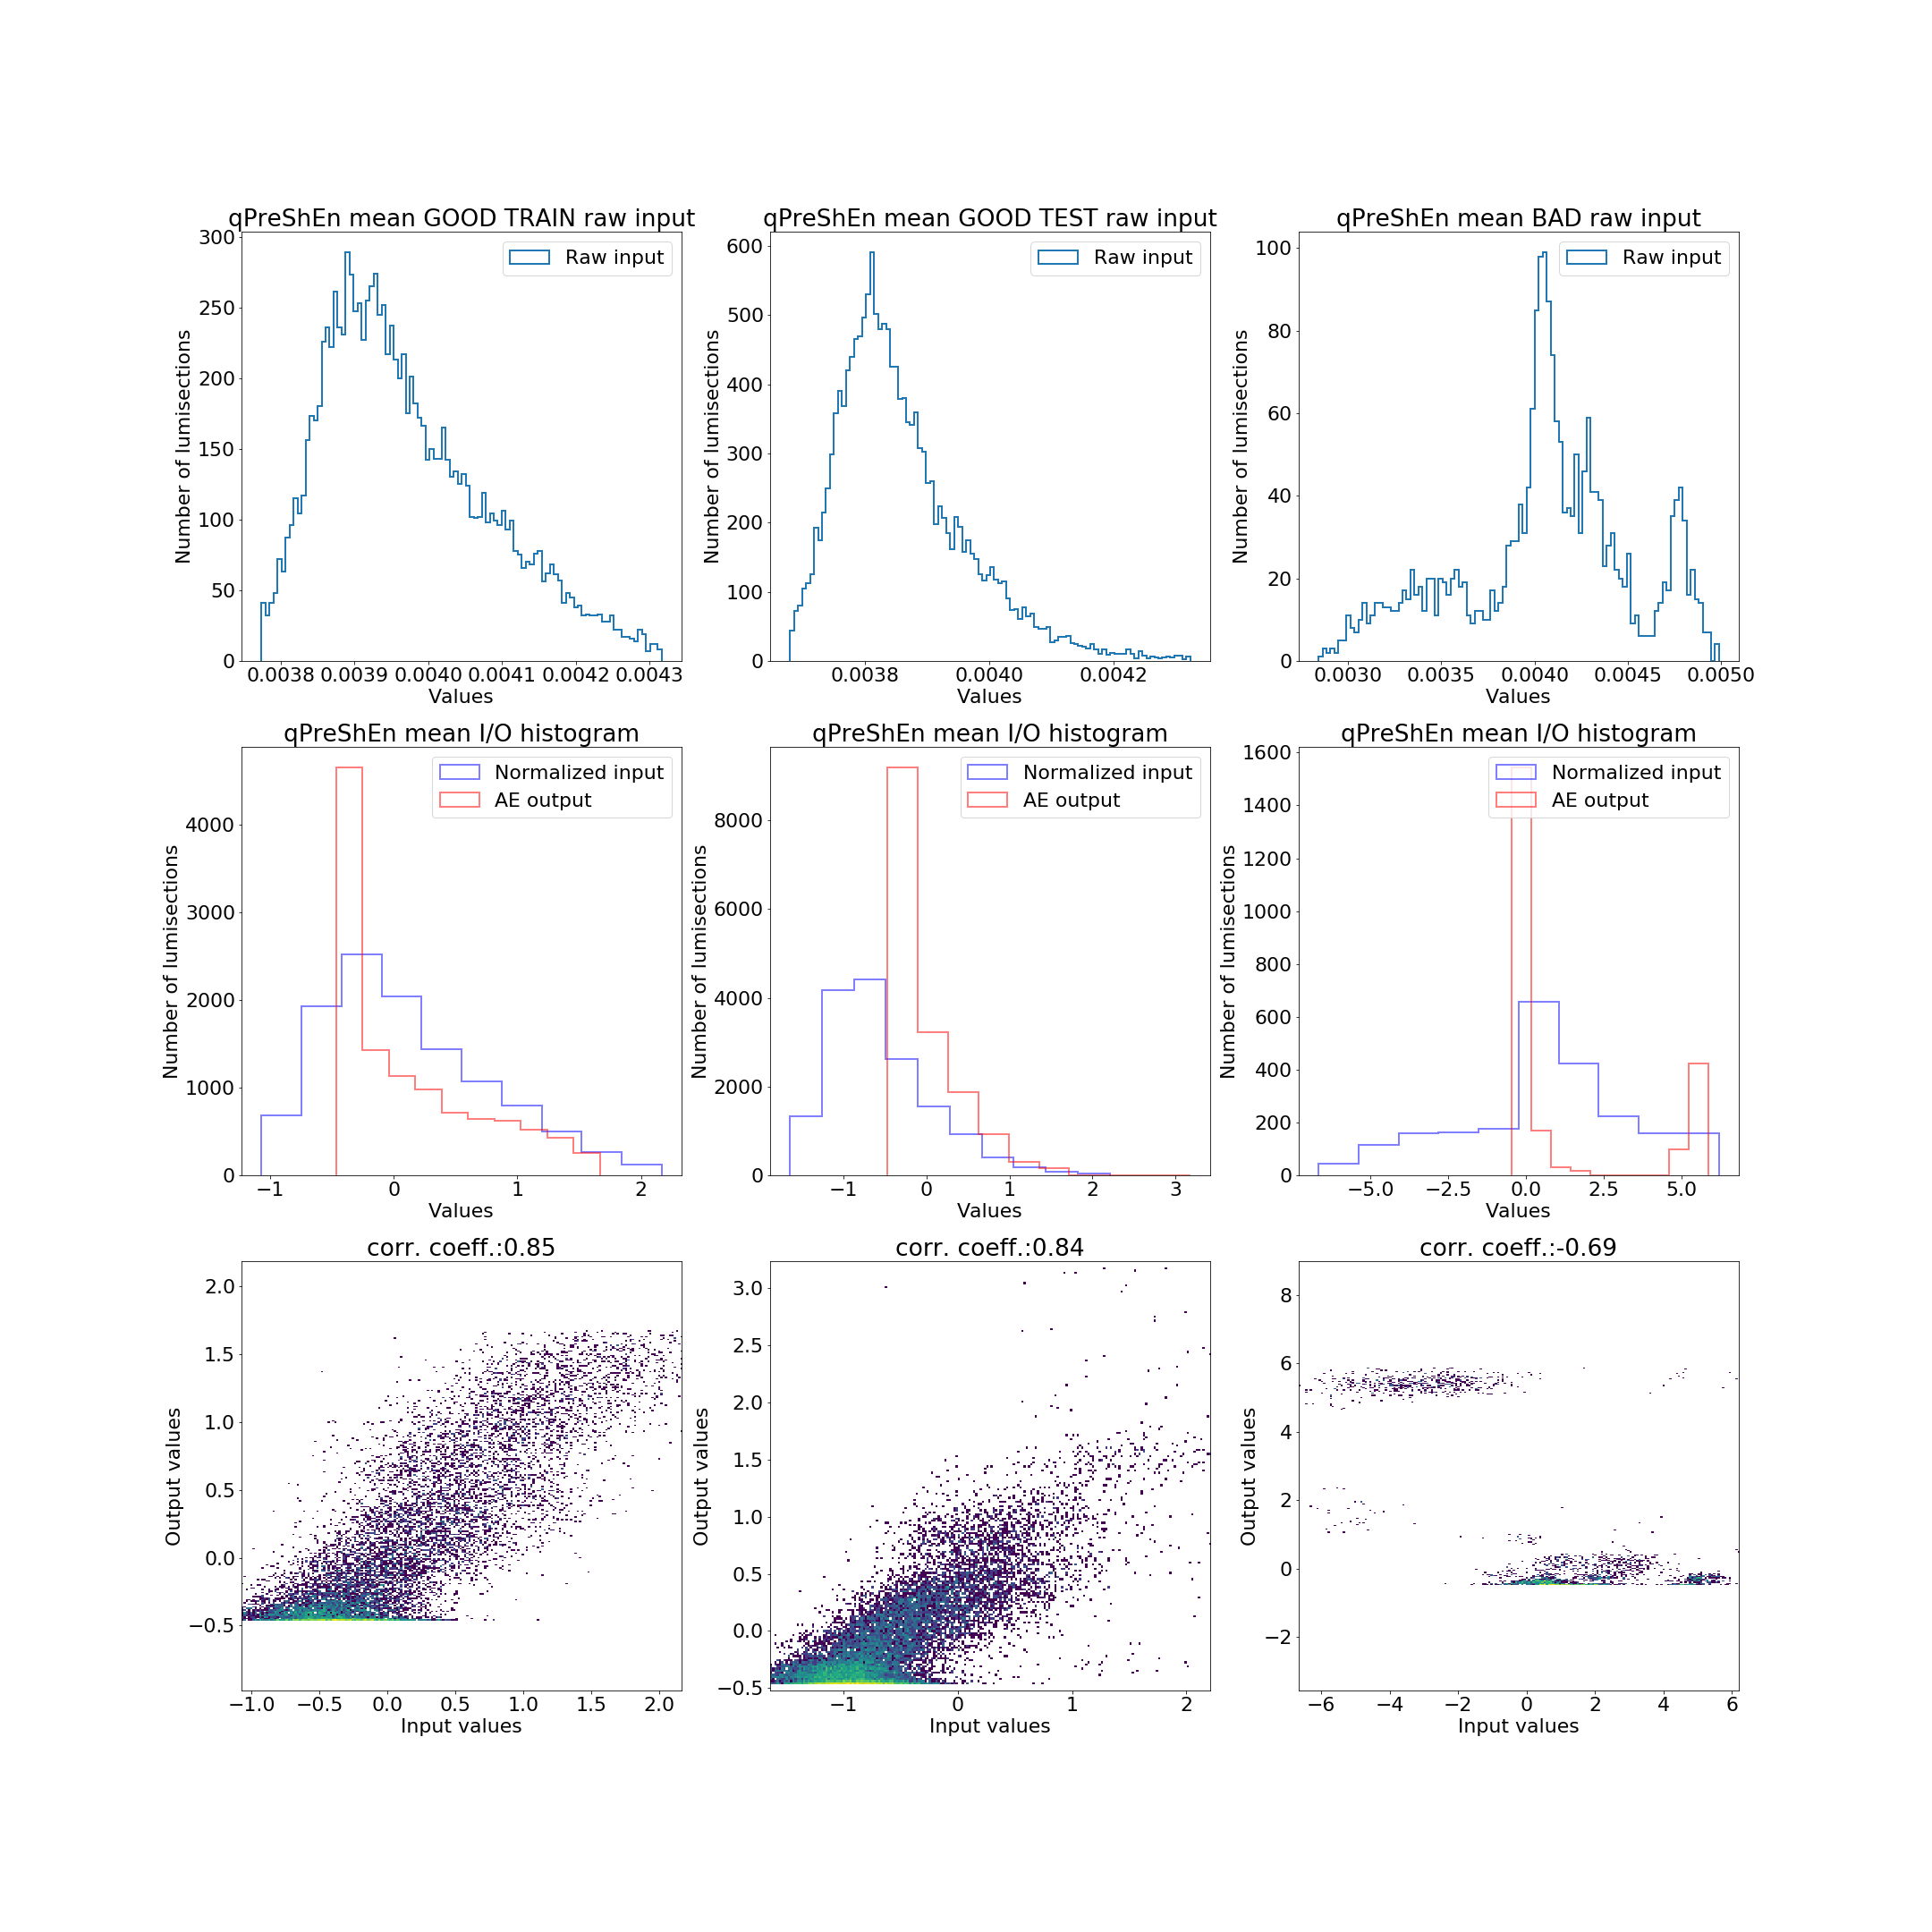 qPreShEn mean GOOD TRAIN raw input
Raw input
Number of lumisections
300
250
200
150
100
50
0
0.0038 0.0039 0.0040 0.0041 0.0042 0.0043
Values
qPreShEn mean GOOD TEST raw input
Raw input
Number of lumisections
600
500
400
300
200
100
0
0.0038 0.0040 0.0042
Values
qPreShEn mean BAD raw input
Raw input
Number of lumisections
100
80
60
40
20
0
0.0030 0.0035 0.0040 0.0045 0.0050
Values
qPreShEn mean I/O histogram
Normalized input
AE output
Number of lumisections
4000
3000
2000
1000
0
−1 0 1 2
Values
qPreShEn mean I/O histogram
Normalized input
AE output
Number of lumisections
8000
6000
4000
2000
0
−1 0 1 2 3
Values
qPreShEn mean I/O histogram
Normalized input
AE output
Number of lumisections
1600
1400
1200
1000
800
600
400
200
0
−5.0 −2.5 0.0 2.5 5.0
Values
corr. coeff.:0.85
Output values
2.0
1.5
1.0
0.5
0.0
−0.5
−1.0 −0.5 0.0 0.5 1.0 1.5 2.0
Input values
corr. coeff.:0.84
Output values
3.0
2.5
2.0
1.5
1.0
0.5
0.0
−0.5
−1 0 1 2
Input values
corr. coeff.:-0.69
Output values
8
6
4
2
0
−2
−6 −4 −2 0 2 4 6
Input values